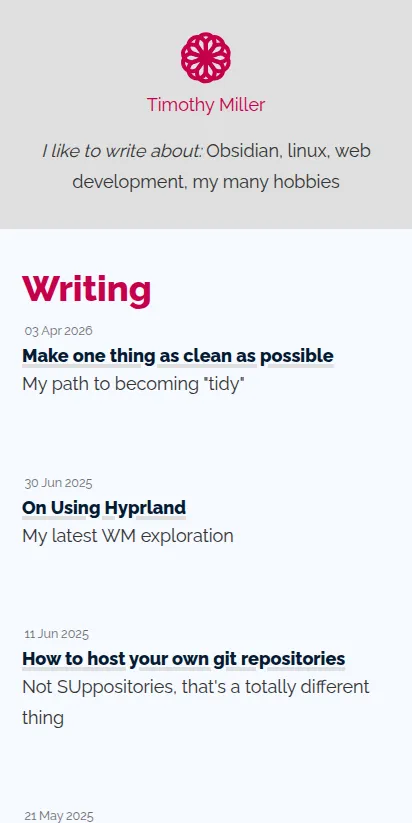 Timothy Miller
I like to write about: Obsidian, linux, web
development, my many hobbies
Writing
03 Apr 2026
Make one thing as clean as possible
My path to becoming "tidy"
30 Jun 2025
On Using Hyprland
My latest WM exploration
11 Jun 2025
How to host your own git repositories
Not SUppositories, that's a totally different
thing
21 May 2025